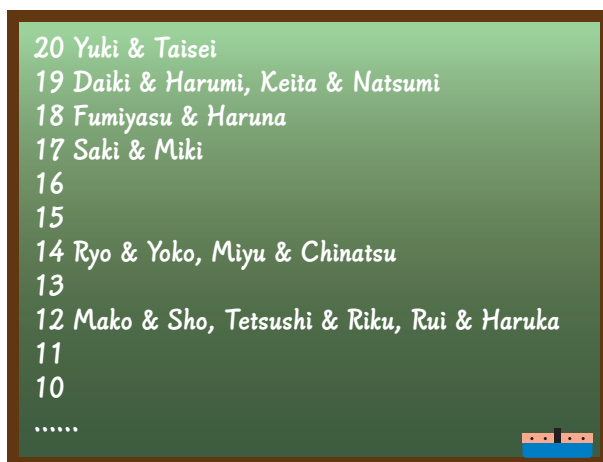 20 Yuki & Taisei
19 Daiki & Harumi, Keita & Natsumi
18 Fumiyasu & Haruna
17 Saki & Miki
16
15
14 Ryo & Yoko, Miyu & Chinatsu
13
12 Mako & Sho, Tetsushi & Riku, Rui & Haruka
11
10
......